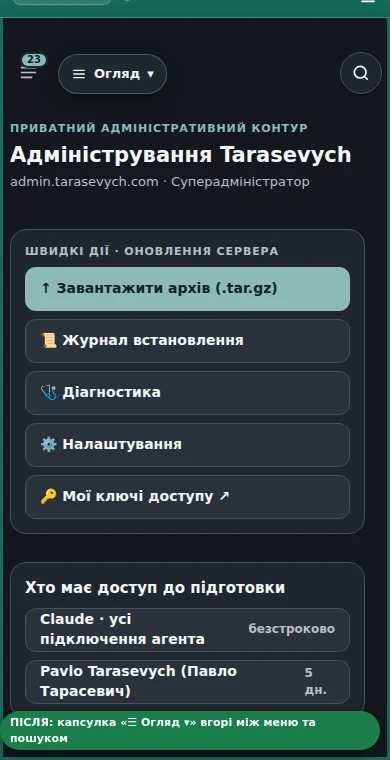 23
☰ Огляд ▾
ПРИВАТНИЙ АДМІНІСТРАТИВНИЙ КОНТУР
Адміністрування Tarasevych
admin.tarasevych.com · Суперадміністратор
ШВИДКІ ДІЇ · ОНОВЛЕННЯ СЕРВЕРА
↑ Завантажити архів (.tar.gz)
📜 Журнал встановлення
🩺 Діагностика
⚙️ Налаштування
🔑 Мої ключі доступу ↗
Хто має доступ до підготовки
Claude · усі
підключення агента
безстроково
Pavlo Tarasevych (Павло
Тарасевич)
5
дн.
ПІСЛЯ: капсулка «☰ Огляд ▾» вгорі між меню та
пошуком